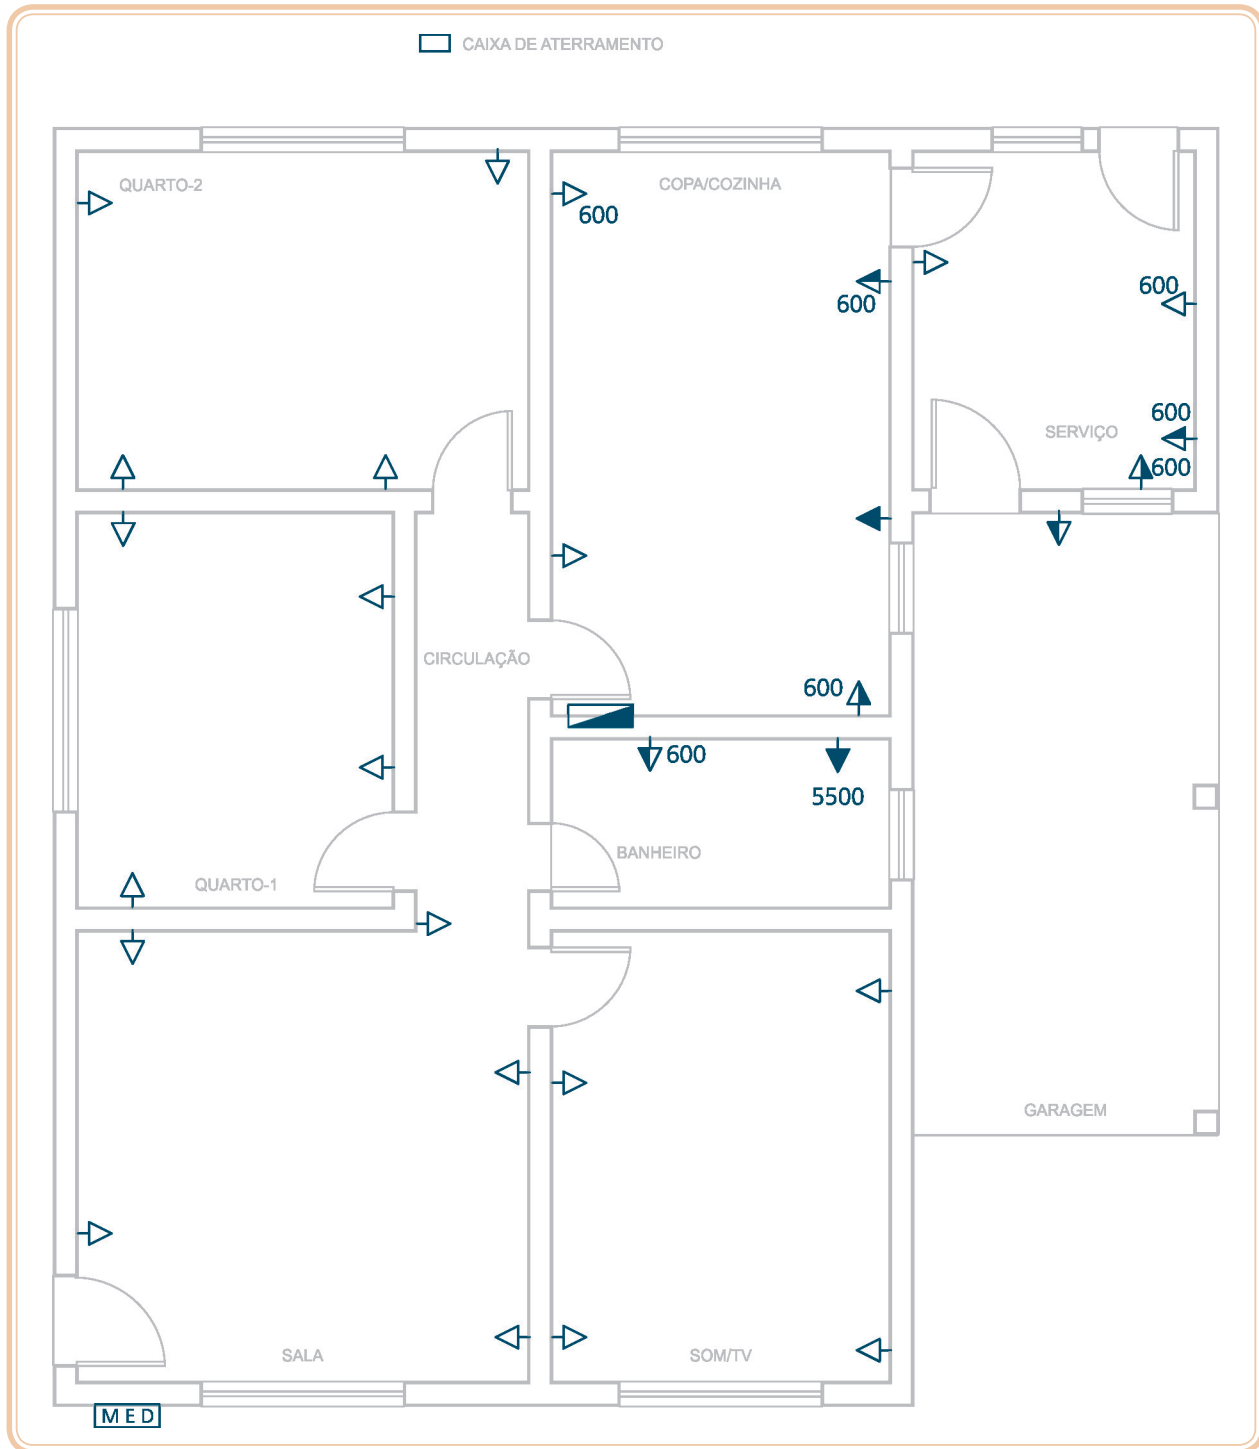 CAIXA DE ATERRAMENTO
QUARTO-2
COPA/COZINHA
600
600
600
600
SERVIÇO
600
CIRCULAÇÃO
600
600
5500
BANHEIRO
QUARTO-1
GARAGEM
SALA
SOM/TV
MED